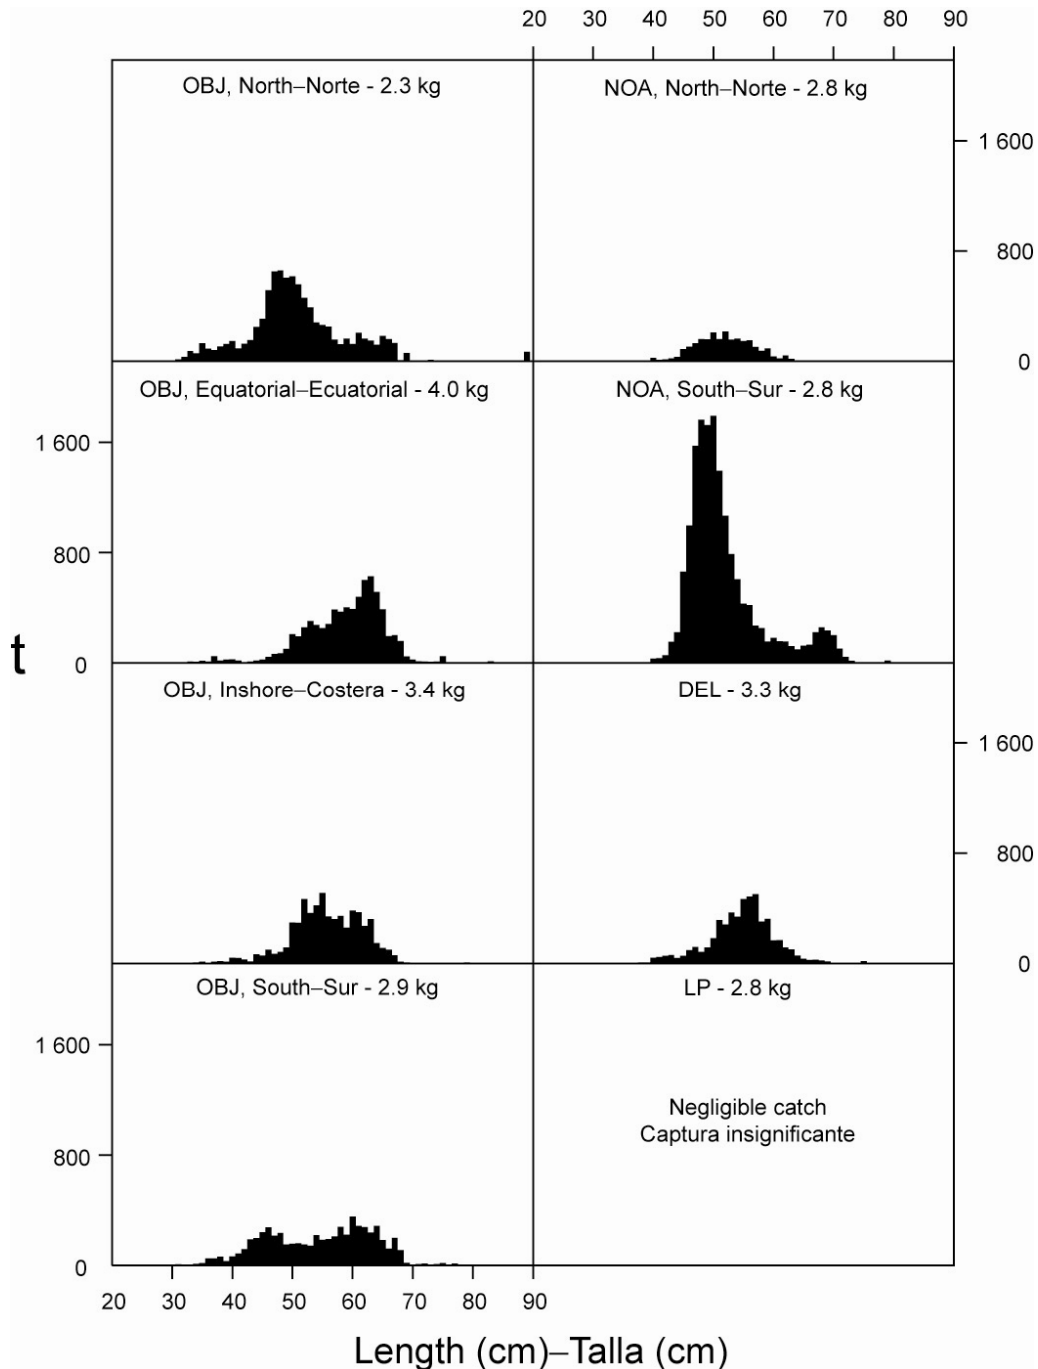 20 30 40 50 60 70 80 90
OBJ, North–Norte - 2.3 kg
NOA, North–Norte - 2.8 kg
1 600
800
0
OBJ, Equatorial–Ecuatorial - 4.0 kg
NOA, South–Sur - 2.8 kg
1 600
800
0
t
OBJ, Inshore–Costera - 3.4 kg
DEL - 3.3 kg
1 600
800
0
OBJ, South–Sur - 2.9 kg
LP - 2.8 kg
1 600
800
0
Negligible catch
Captura insignificante
20 30 40 50 60 70 80 90
Length (cm)–Talla (cm)